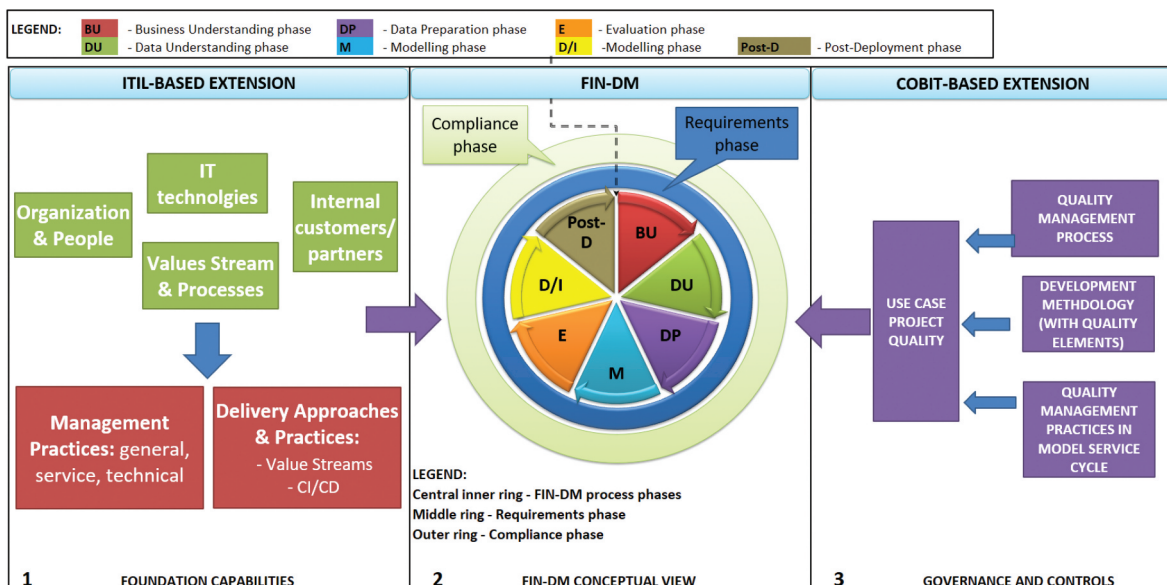 LEGEND: BU - Business Understanding phase DP - Data Preparation phase E - Evaluation phase
DU - Data Understanding phase M - Modelling phase D/I -Modelling phase Post-D - Post-Deployment phase
ITIL-BASED EXTENSION
IT
technolgies
Organization
& People
Internal
customers/
partners
Values Stream
& Processes
Management
Practices: general,
service, technical
Delivery Approaches
& Practices:
- Value Streams
- CI/CD
1 FOUNDATION CAPABILITIES
FIN-DM
Compliance
phase
Requirements
phase
Post-
D
BU
D/I
DU
E
DP
M
LEGEND:
Central inner ring - FIN-DM process phases
Middle ring - Requirements phase
Outer ring - Compliance phase
2 FIN-DM CONCEPTUAL VIEW
COBIT-BASED EXTENSION
USE CASE
PROJECT
QUALITY
QUALITY
MANAGEMENT
PROCESS
DEVELOPMENT
METHDOLOGY
(WITH QUALITY
ELEMENTS)
QUALITY
MANAGEMENT
PRACTICES IN
MODEL SERVICE
CYCLE
3 GOVERNANCE AND CONTROLS